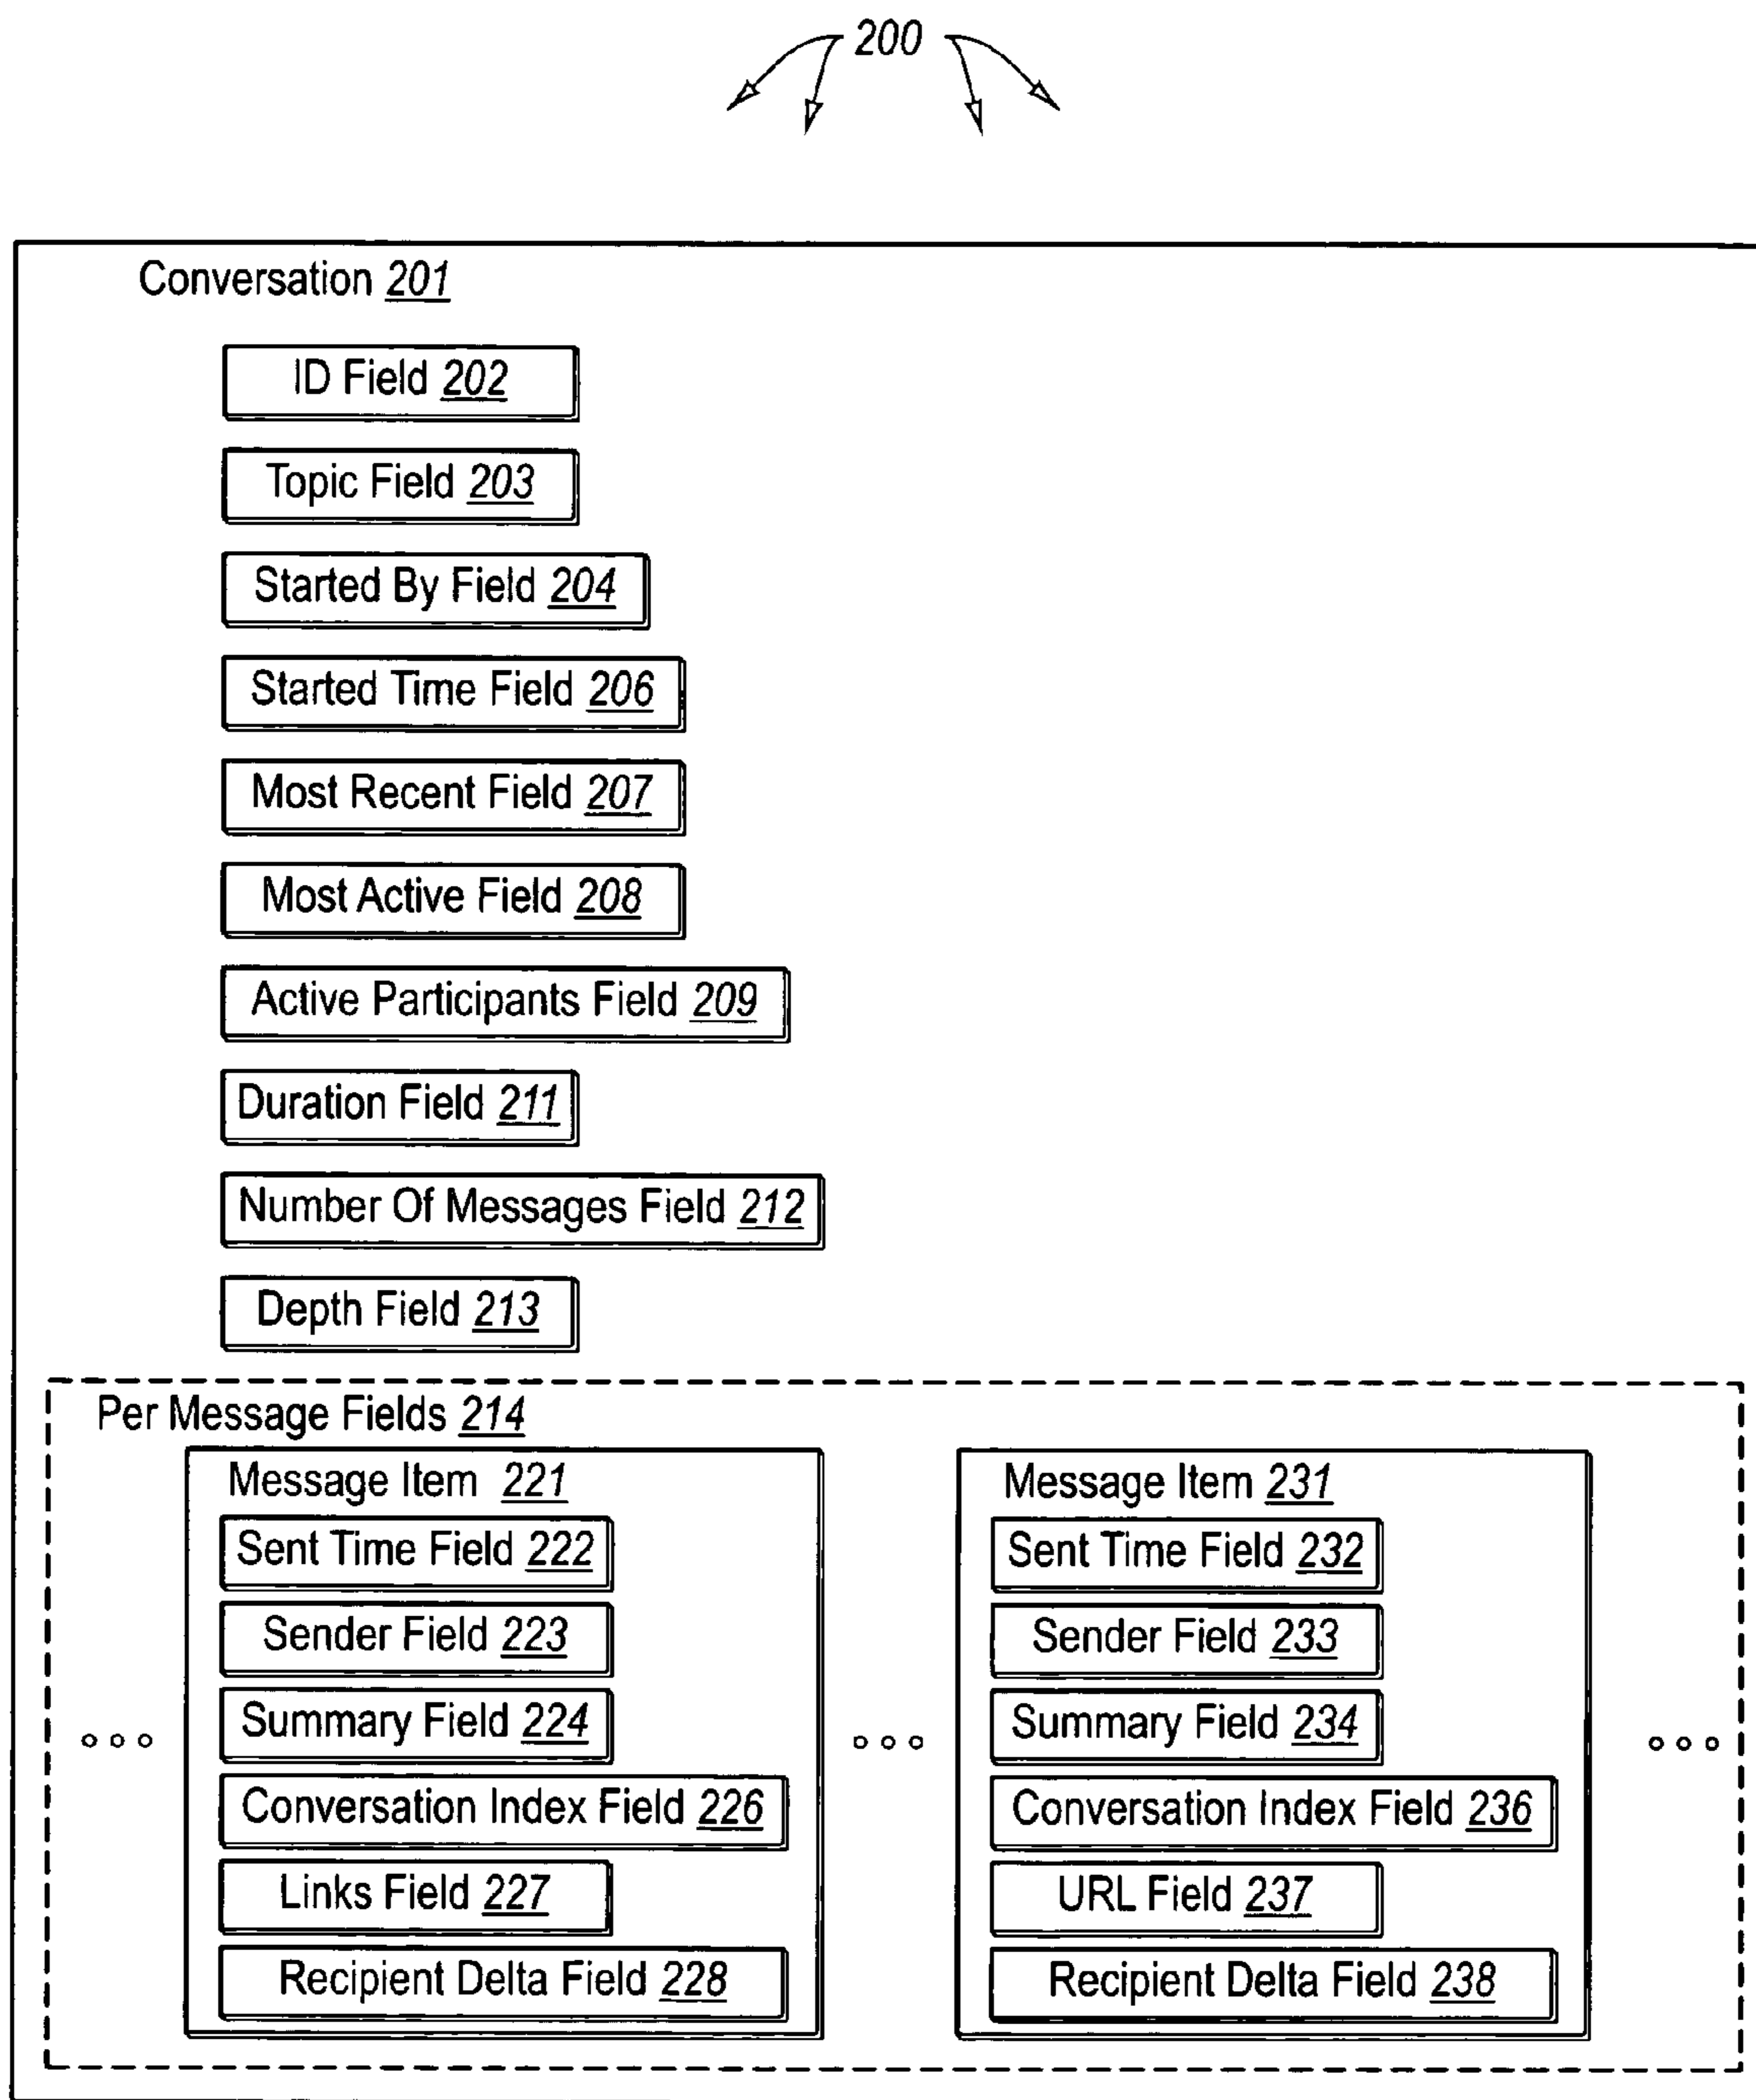 200
Conversation 201
ID Field 202
Topic Field 203
Started By Field 204
Started Time Field 206
Most Recent Field 207
Most Active Field 208
Active Participants Field 209
Duration Field 211
Number Of Messages Field 212
Depth Field 213
Per Message Fields 214
Message Item 221
Sent Time Field 222
Sender Field 223
Summary Field 224
Conversation Index Field 226
Links Field 227
Recipient Delta Field 228
Message Item 231
Sent Time Field 232
Sender Field 233
Summary Field 234
Conversation Index Field 236
URL Field 237
Recipient Delta Field 238